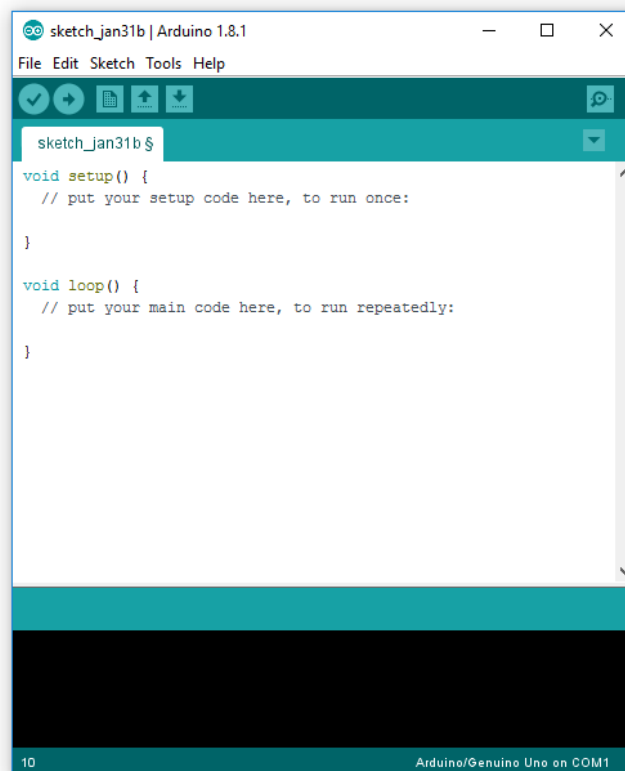 sketch_jan31b | Arduino 1.8.1
File Edit Sketch Tools Help
sketch_jan31b §
void setup() {
  // put your setup code here, to run once:
}
void loop() {
  // put your main code here, to run repeatedly:
}
10 Arduino/Genuino Uno on COM1